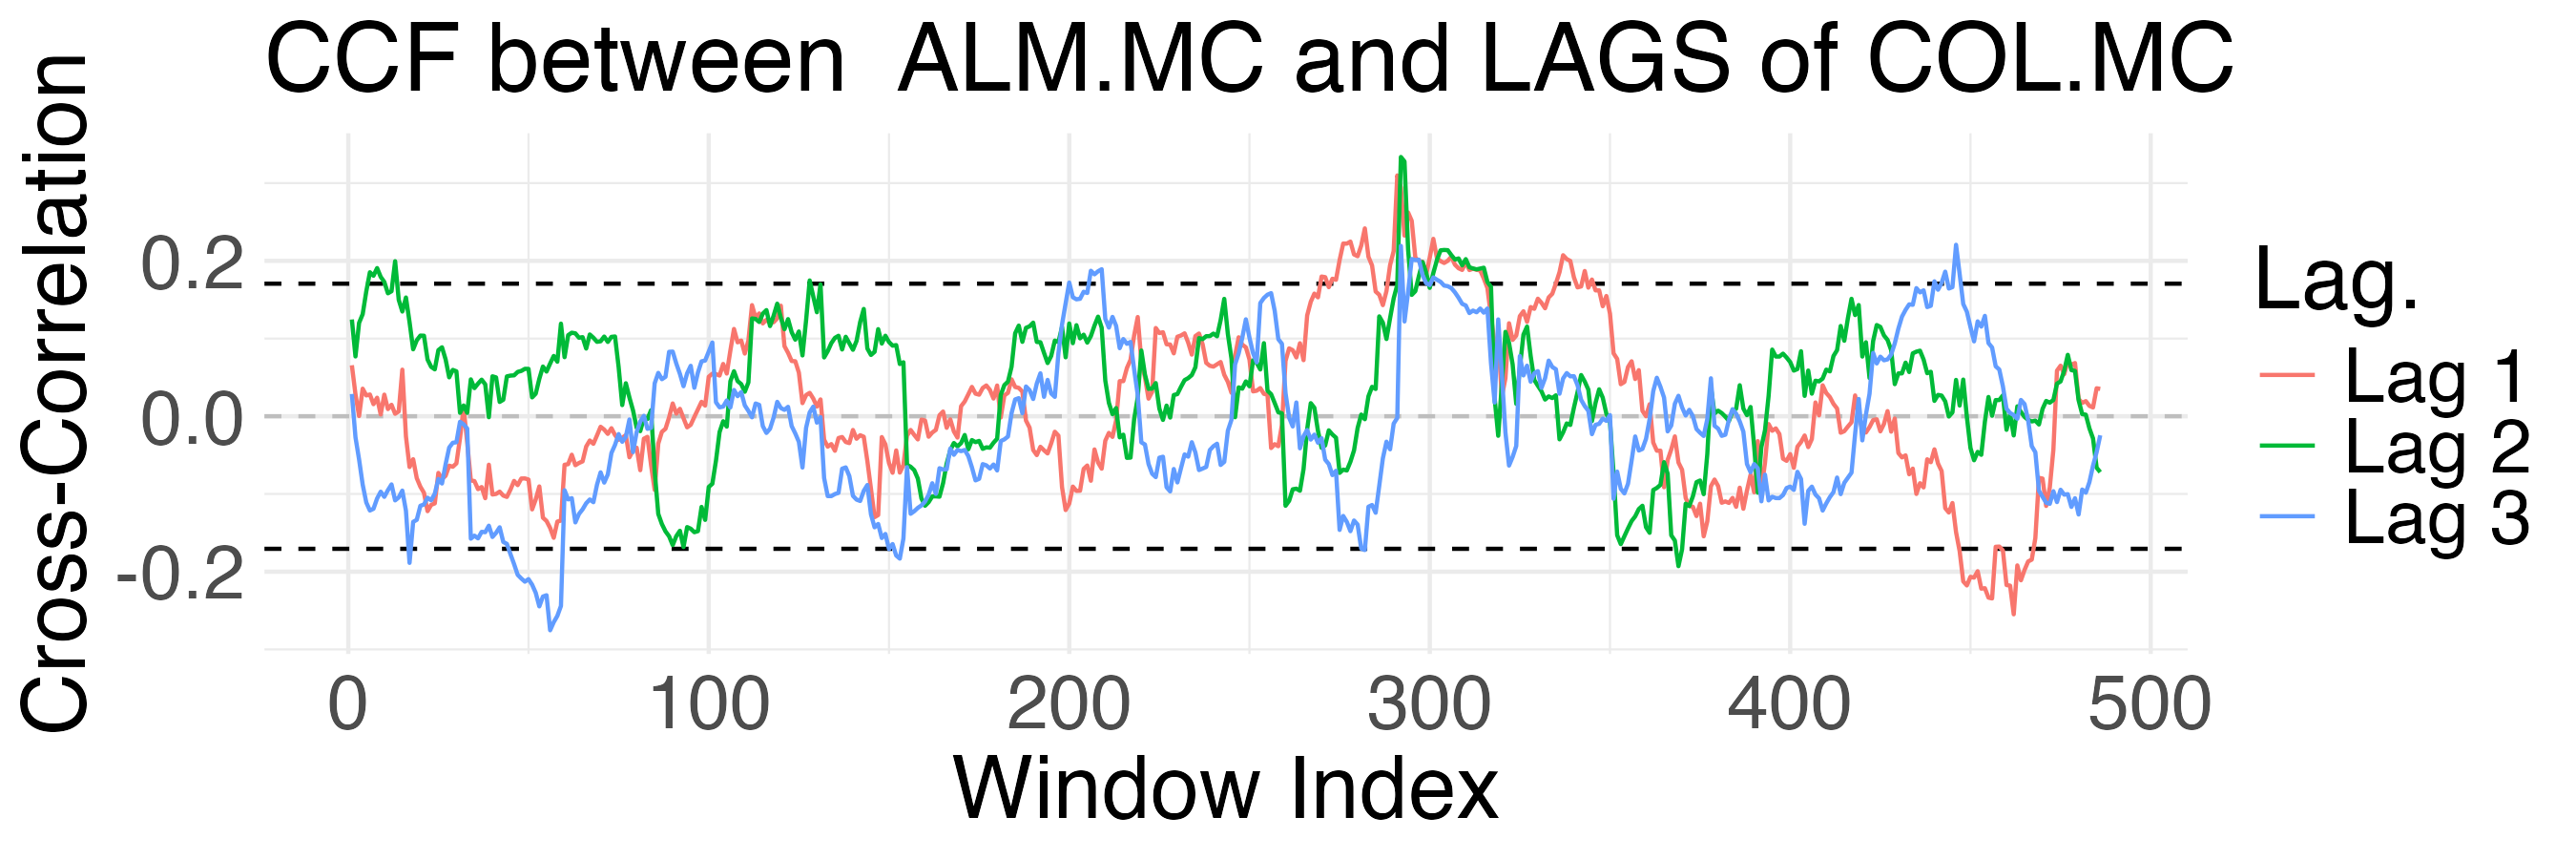 CCF between  ALM.MC and LAGS of COL.MC
Cross-Correlation
0.2
0.0
-0.2
0 100 200 300 400 500
Window Index
Lag.
Lag 1
Lag 2
Lag 3